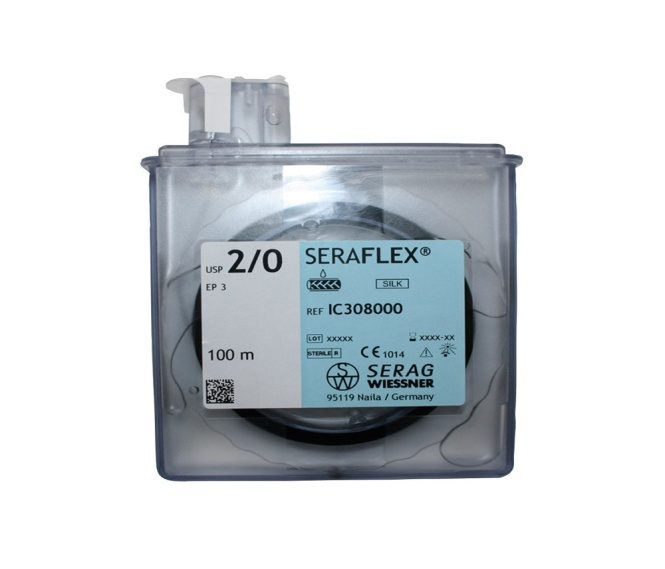 USP 2/0
EP 3
100 m
SERAFLEX®
SILK
REF IC308000
LOT XXXXX
XXXX-XX
STERILE R
CE 1014
SW
SERAG
WIESSNER
95119 Naila / Germany